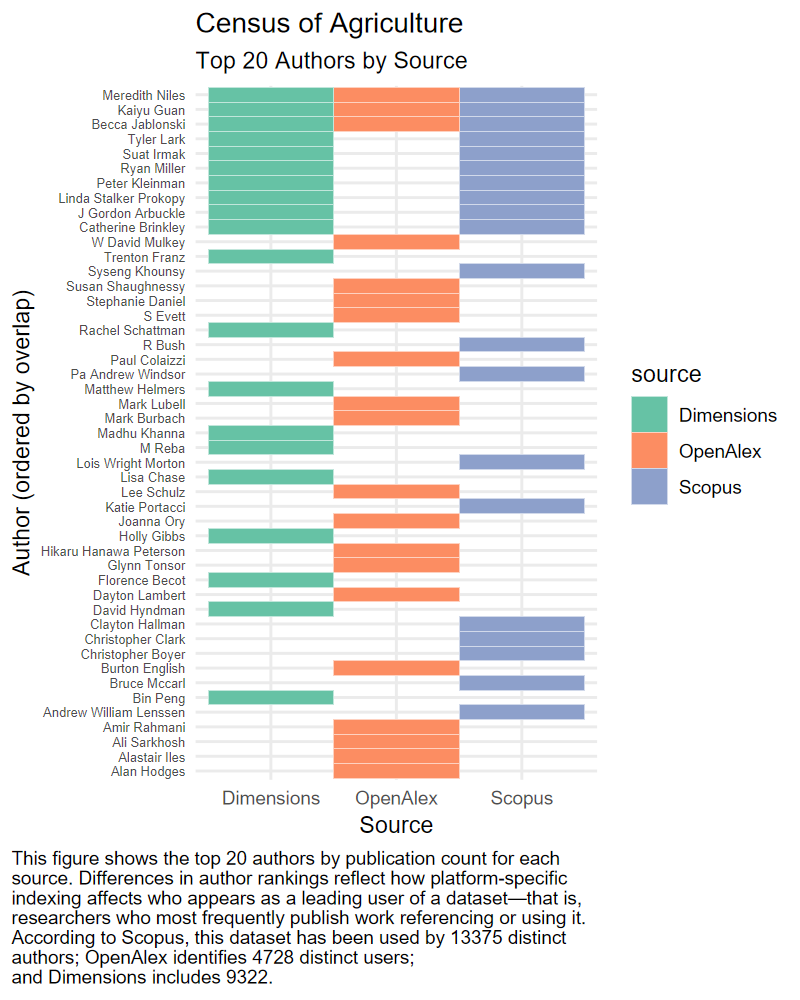 Census of Agriculture
Top 20 Authors by Source
Author (ordered by overlap)
Meredith Niles
Kaiyu Guan
Becca Jablonski
Tyler Lark
Suat Irmak
Ryan Miller
Peter Kleinman
Linda Stalker Prokopy
J Gordon Arbuckle
Catherine Brinkley
W David Mulkey
Trenton Franz
Syseng Khounsy
Susan Shaughnessy
Stephanie Daniel
S Evett
Rachel Schattman
R Bush
Paul Colaizzi
Pa Andrew Windsor
Matthew Helmers
Mark Lubell
Mark Burbach
Madhu Khanna
M Reba
Lois Wright Morton
Lisa Chase
Lee Schulz
Katie Portacci
Joanna Ory
Holly Gibbs
Hikaru Hanawa Peterson
Glynn Tonsor
Florence Becot
Dayton Lambert
David Hyndman
Clayton Hallman
Christopher Clark
Christopher Boyer
Burton English
Bruce Mccarl
Bin Peng
Andrew William Lenssen
Amir Rahmani
Ali Sarkhosh
Alastair Iles
Alan Hodges
Dimensions OpenAlex Scopus
Source
source
Dimensions
OpenAlex
Scopus
This figure shows the top 20 authors by publication count for each
source. Differences in author rankings reflect how platform-specific
indexing affects who appears as a leading user of a dataset—that is,
researchers who most frequently publish work referencing or using it.
According to Scopus, this dataset has been used by 13375 distinct
authors; OpenAlex identifies 4728 distinct users;
and Dimensions includes 9322.